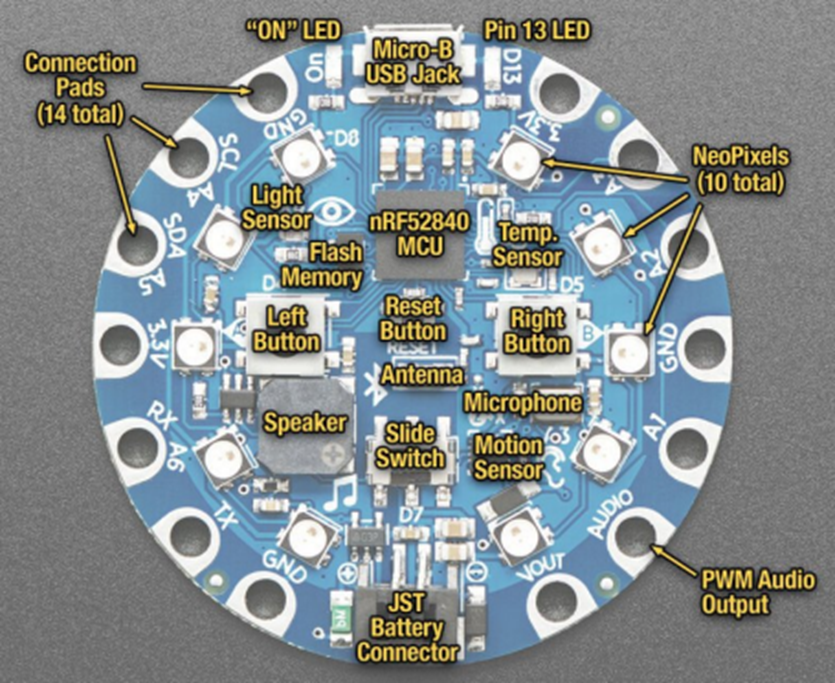 “ON” LED
Pin 13 LED
Connection
Pads
(14 total)
Micro-B
USB Jack
On
D13
GND
D8
3.3V
SCL
A4
NeoPixels
(10 total)
Light
Sensor
nRF52840
MCU
Temp.
Sensor
Flash
Memory
SDA
A5
A2
D5
Left
Button
Reset
Button
RESET
Right
Button
B
3.3V
GND
Antenna
Microphone
Speaker
Slide
Switch
Motion
Sensor
RX
A6
A1
TX
D7
AUDIO
GND
VOUT
PWM Audio
Output
JST
Battery
Connector